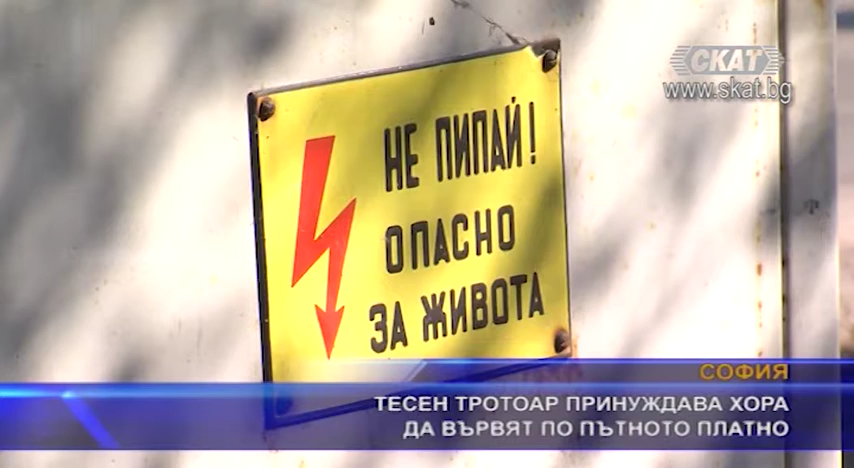 СКАТ
www.skat.bg
НЕ ПИПАЙ!
ОПАСНО
ЗА ЖИВОТА
СОФИЯ
ТЕСЕН ТРОТОАР ПРИНУЖДАВА ХОРА
ДА ВЪРВЯТ ПО ПЪТНОТО ПЛАТНО